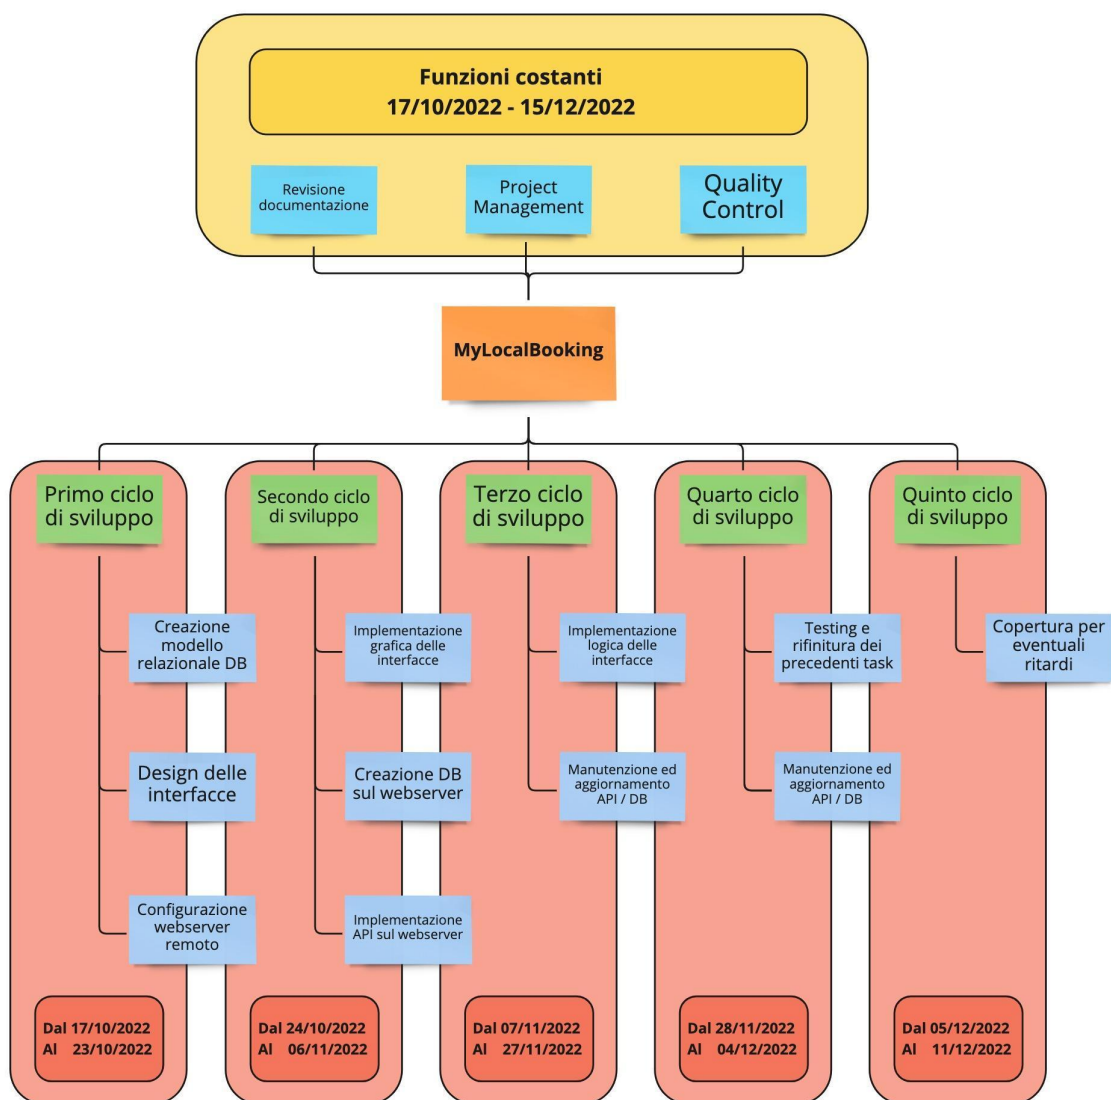 Funzioni costanti
17/10/2022 - 15/12/2022
Revisione
documentazione
Project
Management
Quality
Control
MyLocalBooking
Primo ciclo
di sviluppo
Secondo ciclo
di sviluppo
Terzo ciclo
di sviluppo
Quarto ciclo
di sviluppo
Quinto ciclo
di sviluppo
Creazione
modello
relazionale DB
Implementazione
grafica delle
interfacce
Implementazione
logica delle
interfacce
Testing e
rifinitura dei
precedenti task
Copertura per
eventuali
ritardi
Design delle
interfacce
Creazione DB
sul webserver
Manutenzione ed
aggiornamento
API / DB
Manutenzione ed
aggiornamento
API / DB
Configurazione
webserver
remoto
Implementazione
API sul webserver
Dal 17/10/2022
Al 23/10/2022
Dal 24/10/2022
Al 06/11/2022
Dal 07/11/2022
Al 27/11/2022
Dal 28/11/2022
Al 04/12/2022
Dal 05/12/2022
Al 11/12/2022